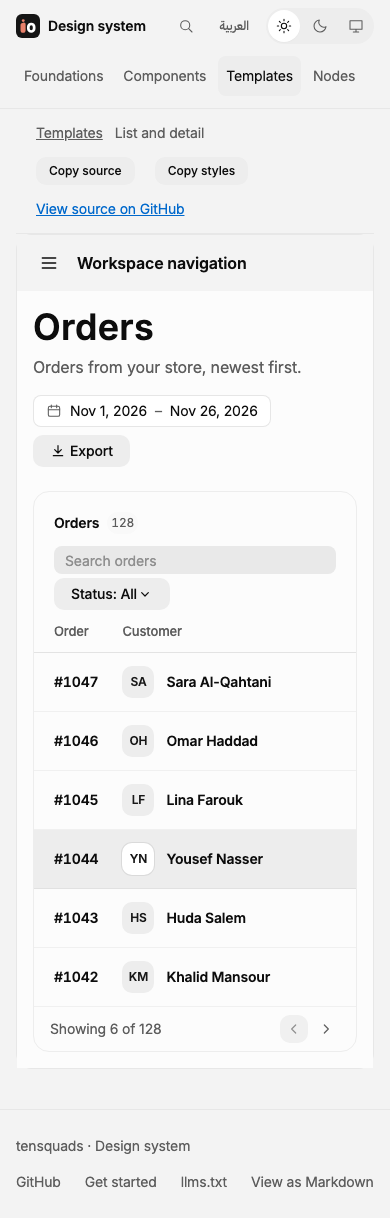 io Design system العربية
Foundations Components Templates Nodes
Templates List and detail
Copy source Copy styles
View source on GitHub
Workspace navigation
Orders
Orders from your store, newest first.
Nov 1, 2026 – Nov 26, 2026
Export
Orders 128
Search orders
Status: All
Order Customer
#1047 SA Sara Al-Qahtani
#1046 OH Omar Haddad
#1045 LF Lina Farouk
#1044 YN Yousef Nasser
#1043 HS Huda Salem
#1042 KM Khalid Mansour
Showing 6 of 128
tensquads · Design system
GitHub Get started llms.txt View as Markdown